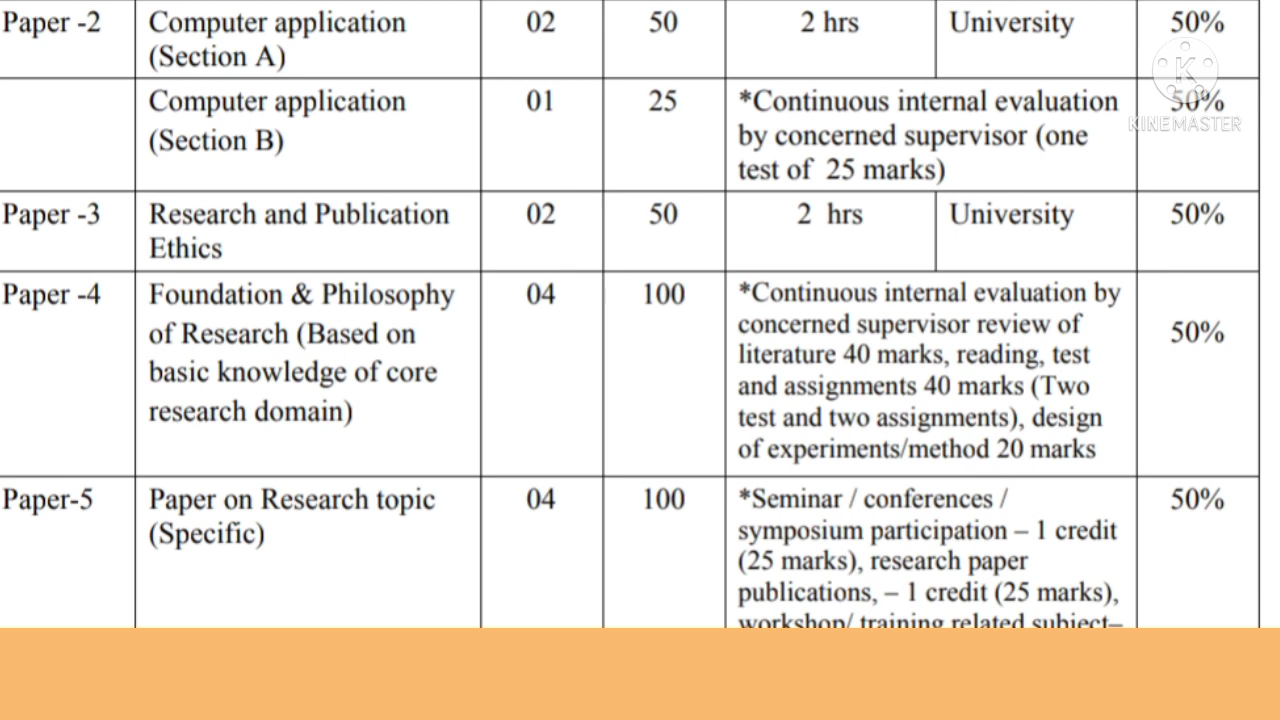 Paper -2 Computer application 02 50 2 hrs University 50%
(Section A)
Computer application 01 25 *Continuous internal evaluation 50%
(Section B) by concerned supervisor (one
test of 25 marks)
KINEMASTER
Paper -3 Research and Publication 02 50 2 hrs University 50%
Ethics
Paper -4 Foundation & Philosophy 04 100 *Continuous internal evaluation by
of Research (Based on concerned supervisor review of 50%
basic knowledge of core literature 40 marks, reading, test
research domain) and assignments 40 marks (Two
test and two assignments), design
of experiments/method 20 marks
Paper-5 Paper on Research topic 04 100 *Seminar / conferences / 50%
(Specific) symposium participation – 1 credit
(25 marks), research paper
publications, – 1 credit (25 marks),
workshop/ training related subject–